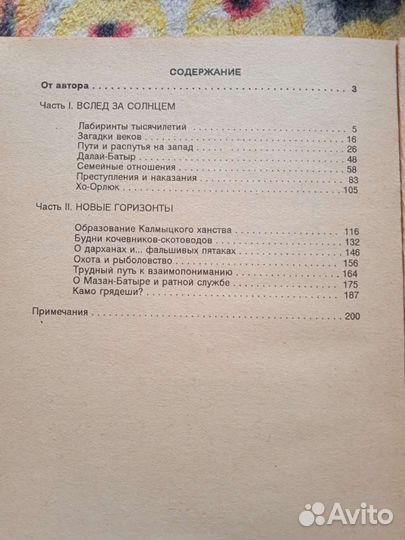 СОДЕРЖАНИЕ
От автора . . . . . . . . . . . . . . . . . . . . . . . . . . . . 3
Часть I. ВСЛЕД ЗА СОЛНЦЕМ
Лабиринты тысячилетий . . . . . . . . . . . . . . . . . . 5
Загадки веков . . . . . . . . . . . . . . . . . . . . . . 16
Пути и распутья на запад . . . . . . . . . . . . . . . . 26
Далай-Батыр . . . . . . . . . . . . . . . . . . . . . . . 48
Семейные отношения . . . . . . . . . . . . . . . . . . . 58
Преступления и наказания . . . . . . . . . . . . . . . . 83
Хо-Орлюк . . . . . . . . . . . . . . . . . . . . . . . . 105
Часть II. НОВЫЕ ГОРИЗОНТЫ
Образование Калмыцкого ханства . . . . . . . . . . . . 116
Будни кочевников-скотоводов . . . . . . . . . . . . . . 132
О дарханах и... фальшивых пятаках . . . . . . . . . . . 146
Охота и рыболовство . . . . . . . . . . . . . . . . . . 156
Трудный путь к взаимопониманию . . . . . . . . . . . . 164
О Мазан-Батыре и ратной службе . . . . . . . . . . . . 175
Камо грядеши? . . . . . . . . . . . . . . . . . . . . . 187
Примечания . . . . . . . . . . . . . . . . . . . . . . . 200
Avito